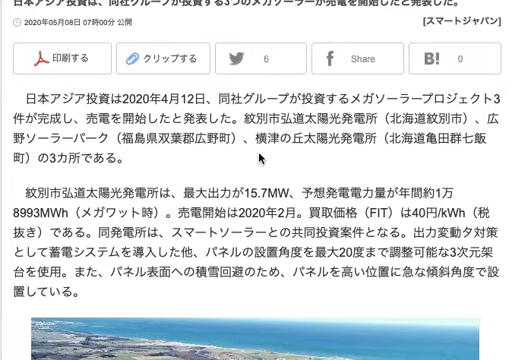 日本アジア投資は、同社グループが投資する3つのメガソーラーが売電を開始したと発表した。
2020年05月08日 07時00分 公開
[スマートジャパン]
印刷する
クリップする
6
Share
B! 0
日本アジア投資は2020年4月12日、同社グループが投資するメガソーラープロジェクト3
件が完成し、売電を開始したと発表した。紋別市弘道太陽光発電所（北海道紋別市）、広
野ソーラーパーク（福島県双葉郡広野町）、横津の丘太陽光発電所（北海道亀田群七飯
町）の3カ所である。
紋別市弘道太陽光発電所は、最大出力が15.7MW、予想発電電力量が年間約1万
8993MWh（メガワット時）。売電開始は2020年2月。買取価格（FIT）は40円/kWh（税
抜き）である。同発電所は、スマートソーラーとの共同投資案件となる。出力変動タ対策
として蓄電システムを導入した他、パネルの設置角度を最大20度まで調整可能な3次元架
台を使用。また、パネル表面への積雪回避のため、パネルを高い位置に急な傾斜角度で設
置している。